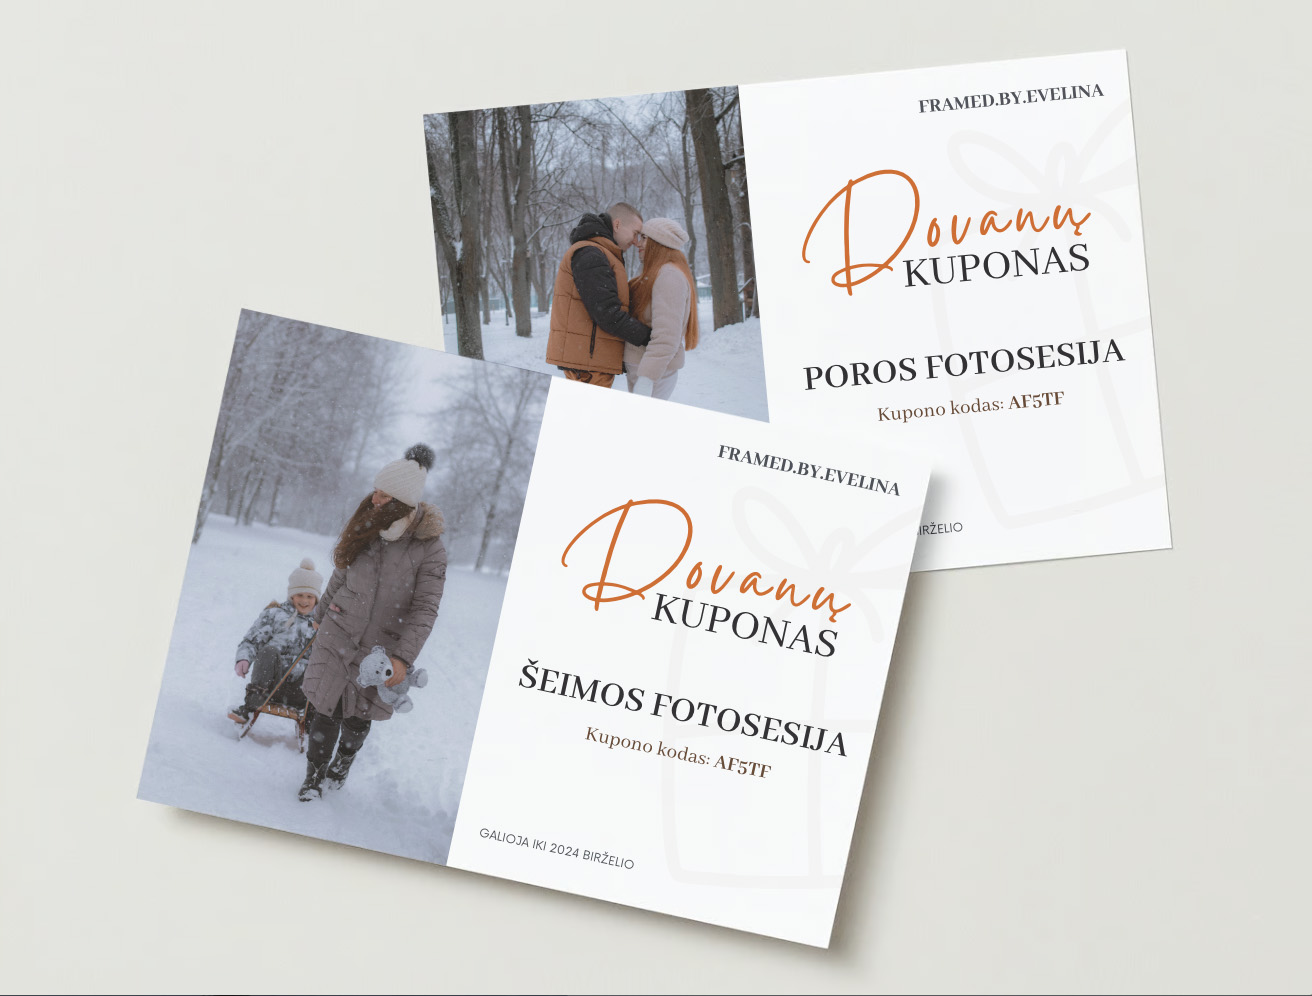 FRAMED.BY.EVELINA
Dovanų
KUPONAS
POROS FOTOSESIJA
Kupono kodas: AF5TF
BIRŽELIO
FRAMED.BY.EVELINA
Dovanų
KUPONAS
ŠEIMOS FOTOSESIJA
Kupono kodas: AF5TF
GALIOJA IKI 2024 BIRŽELIO